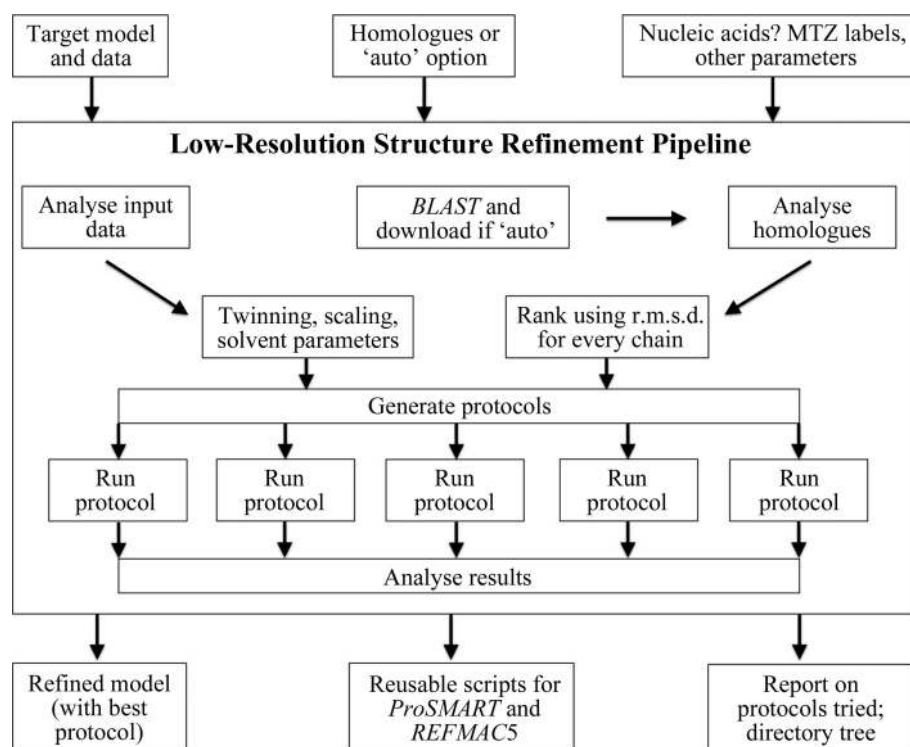 Target model
and data
Homologues or
‘auto’ option
Nucleic acids? MTZ labels,
other parameters
Low-Resolution Structure Refinement Pipeline
Analyse input
data
BLAST and
download if ‘auto’
Analyse
homologues
Twinning, scaling,
solvent parameters
Rank using r.m.s.d.
for every chain
Generate protocols
Run
protocol
Run
protocol
Run
protocol
Run
protocol
Run
protocol
Analyse results
Refined model
(with best
protocol)
Reusable scripts for
ProSMART and
REFMAC5
Report on
protocols tried;
directory tree